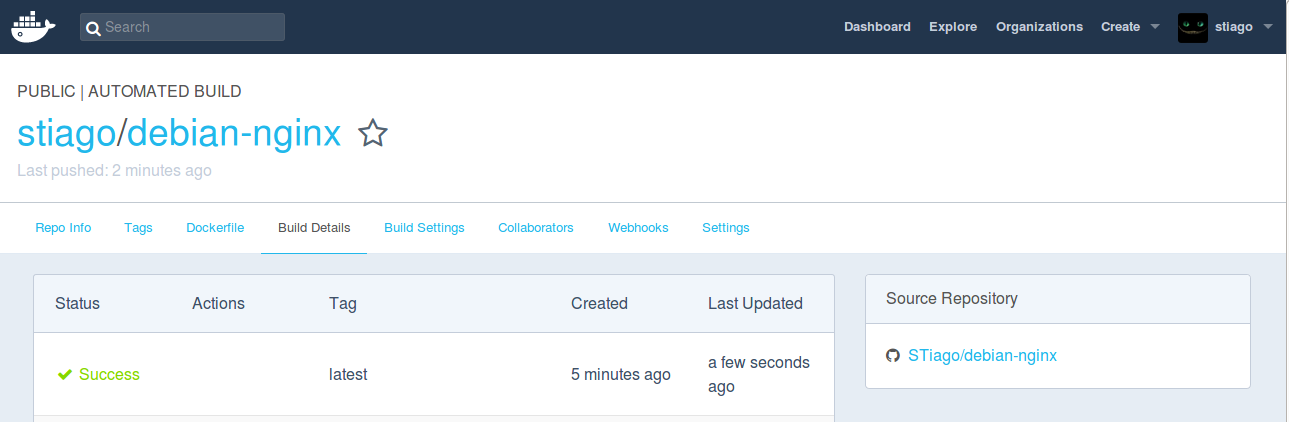 Search
Dashboard Explore Organizations Create stiago
PUBLIC | AUTOMATED BUILD
stiago/debian-nginx
Last pushed: 2 minutes ago
Repo Info Tags Dockerfile Build Details Build Settings Collaborators Webhooks Settings
Status Actions Tag Created Last Updated
Success latest 5 minutes ago a few seconds
ago
Source Repository
STiago/debian-nginx